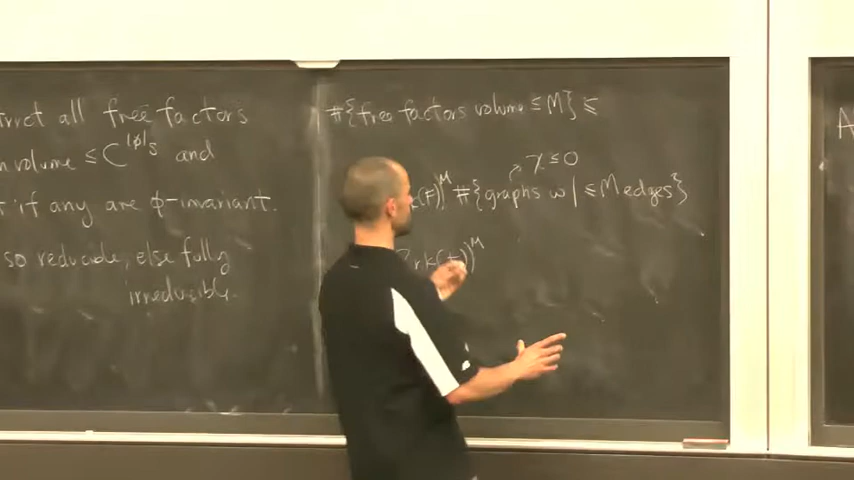 all free factors
volume ≤ C^{|φ|s} and
if any are φ-invariant.
so reducible, else fully
irreducible.
#{free factors volume ≤ M} ≤
χ ≤ 0
(F))^M #{graphs w/ ≤ M edges}
rk( ))^M
A